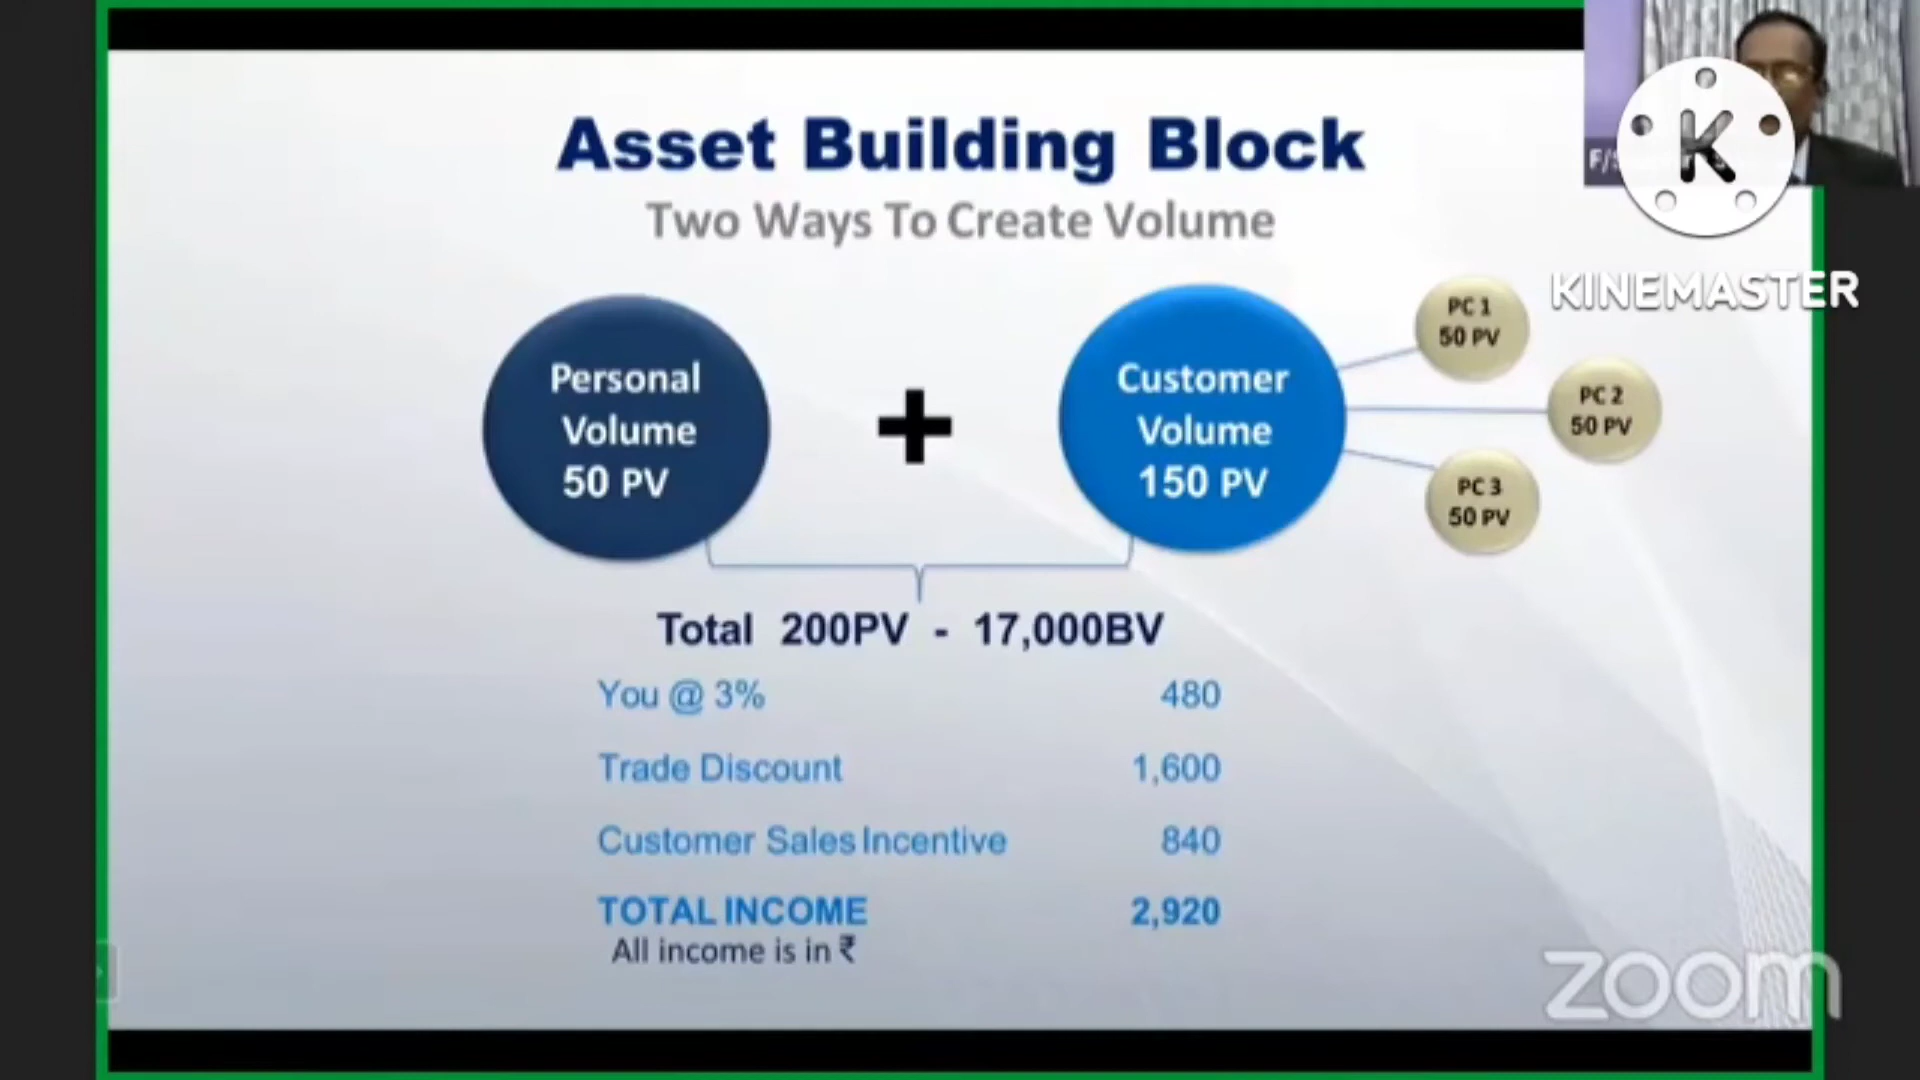 Asset Building Block
Two Ways To Create Volume
Personal
Volume
50 PV
+
Customer
Volume
150 PV
PC 1
50 PV
PC 2
50 PV
PC 3
50 PV
Total 200PV - 17,000BV
You @ 3% 480
Trade Discount 1,600
Customer Sales Incentive 840
TOTAL INCOME 2,920
All income is in ₹
K
KINEMASTER
zoom